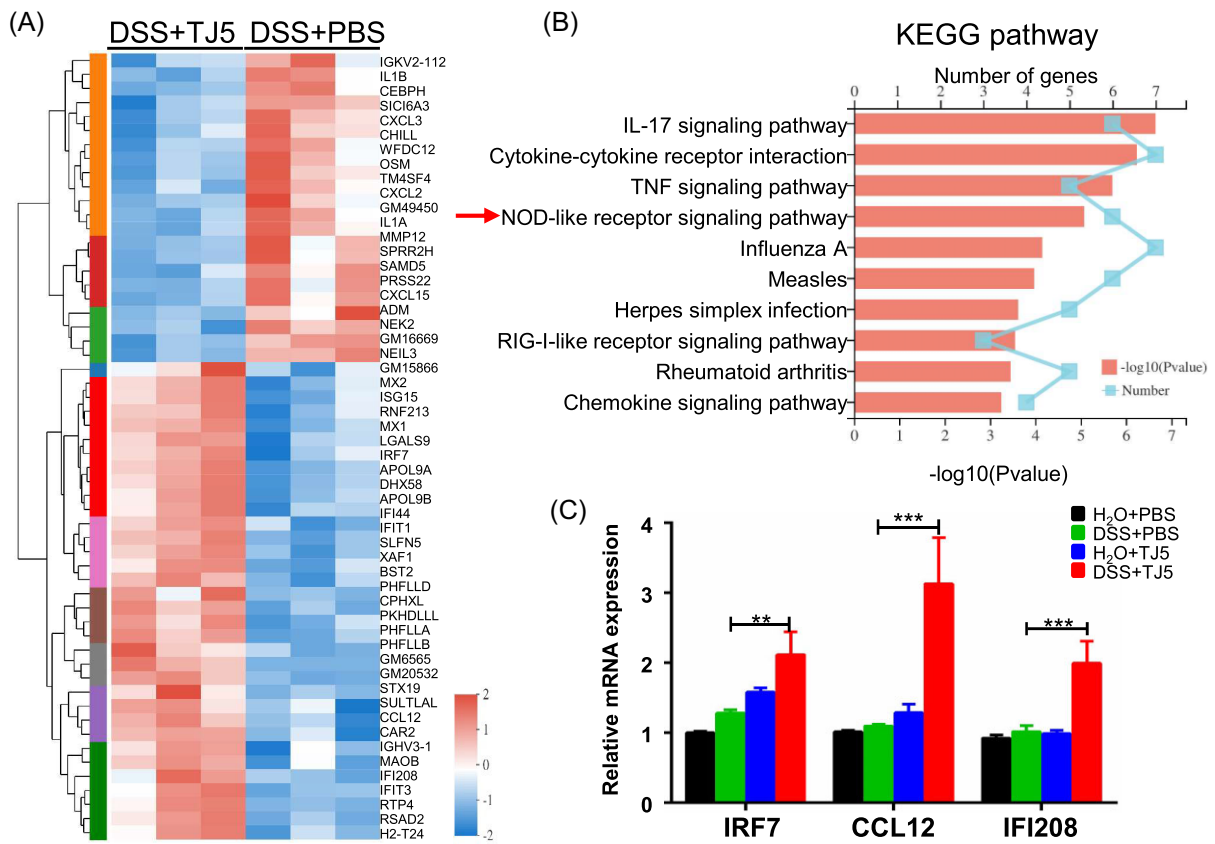 (A)
DSS+TJ5 DSS+PBS
IGKV2-112
IL1B
CEBPH
SICI6A3
CXCL3
CHILL
WFDC12
OSM
TM4SF4
CXCL2
GM49450
IL1A
MMP12
SPRR2H
SAMD5
PRSS22
CXCL15
ADM
NEK2
GM16669
NEIL3
GM15866
MX2
ISG15
RNF213
MX1
LGALS9
IRF7
APOL9A
DHX58
APOL9B
IFI44
IFIT1
SLFN5
XAF1
BST2
PHFLLD
CPHXL
PKHDLLL
PHFLLA
PHFLLB
GM6565
GM20532
STX19
SULTLAL
CCL12
CAR2
IGHV3-1
MAOB
IFI208
IFIT3
RTP4
RSAD2
H2-T24
2
1
0
-1
-2
(B)
KEGG pathway
Number of genes
0 1 2 3 4 5 6 7
IL-17 signaling pathway
Cytokine-cytokine receptor interaction
TNF signaling pathway
NOD-like receptor signaling pathway
Influenza A
Measles
Herpes simplex infection
RIG-I-like receptor signaling pathway
Rheumatoid arthritis
Chemokine signaling pathway
-log10(Pvalue)
Number
0 1 2 3 4 5 6 7
-log10(Pvalue)
(C)
Relative mRNA expression
4
3
2
1
0
H₂O+PBS
DSS+PBS
H₂O+TJ5
DSS+TJ5
**
***
***
IRF7 CCL12 IFI208